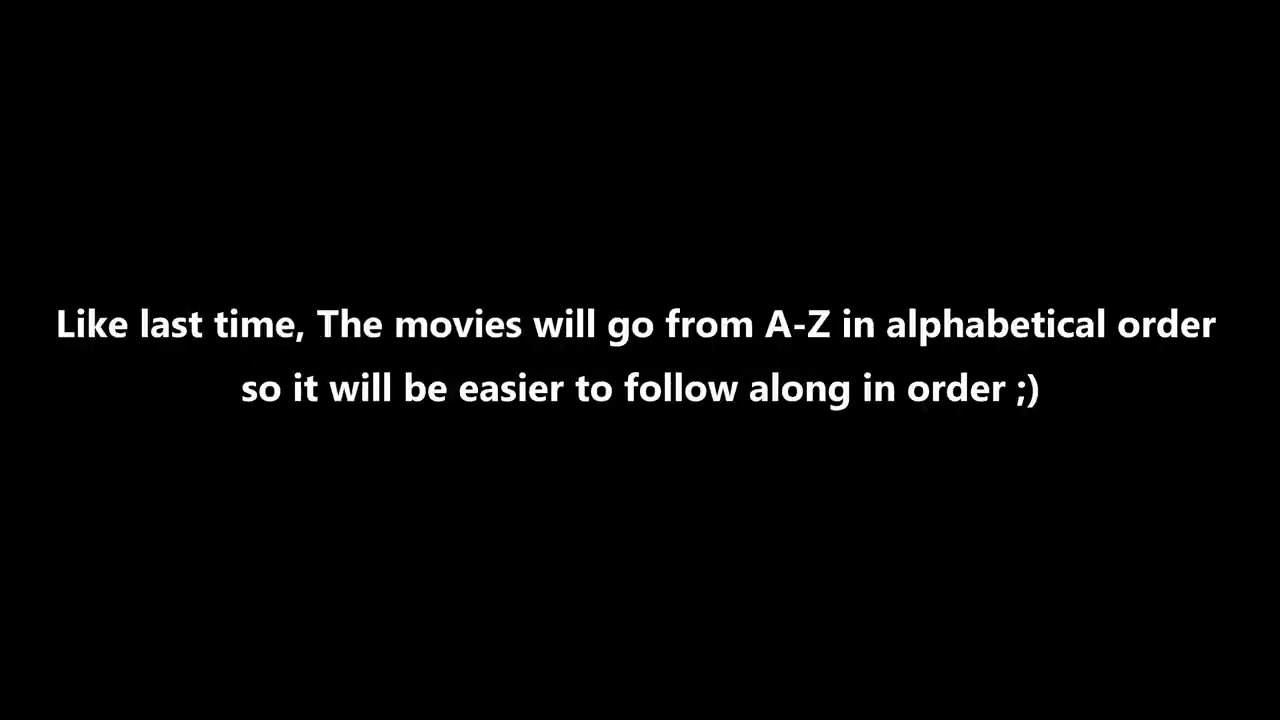 Like last time, The movies will go from A-Z in alphabetical order
so it will be easier to follow along in order ;)